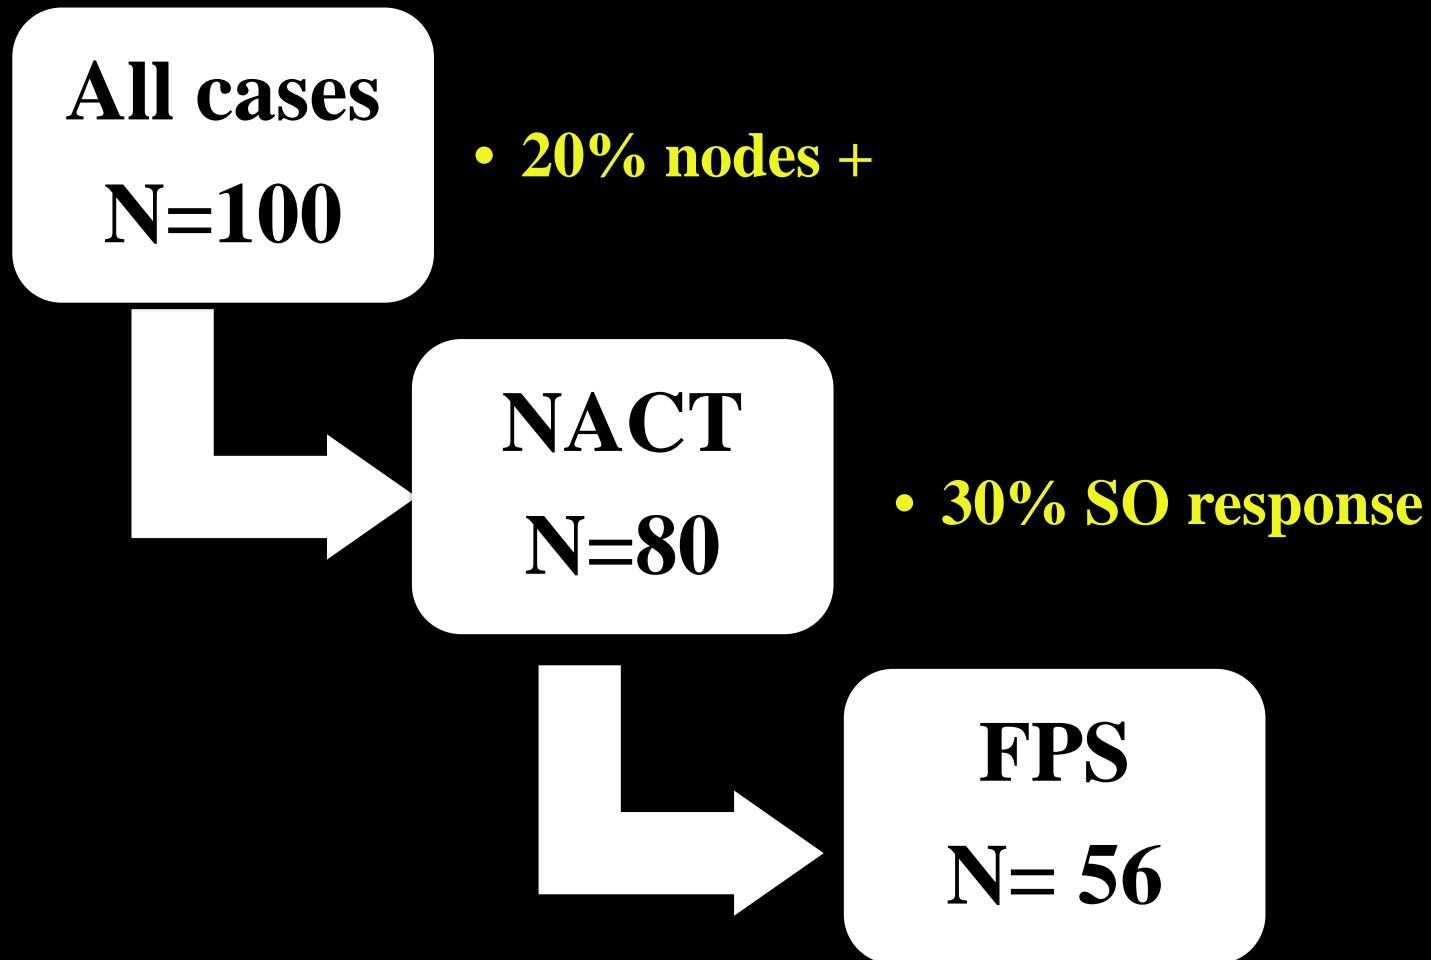 All cases
N=100
• 20% nodes +
NACT
N=80
• 30% SO response
FPS
N= 56